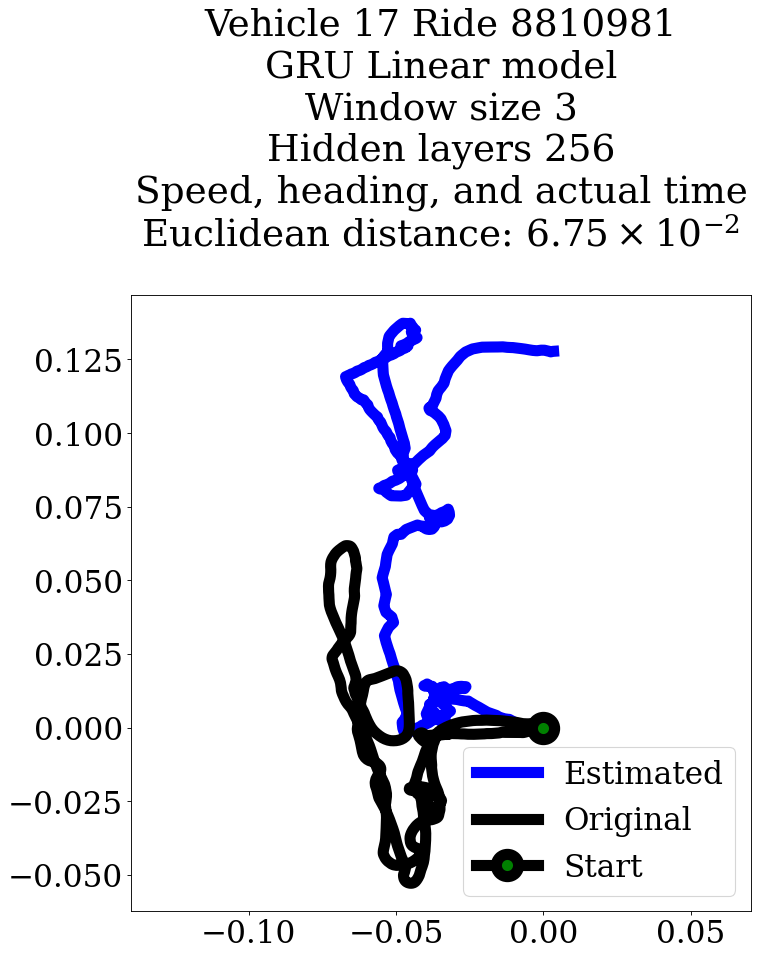 Vehicle 17 Ride 8810981
GRU Linear model
Window size 3
Hidden layers 256
Speed, heading, and actual time
Euclidean distance: 6.75 × 10⁻²
0.125
0.100
0.075
0.050
0.025
0.000
−0.025
−0.050
Estimated
Original
Start
−0.10
−0.05
0.00
0.05